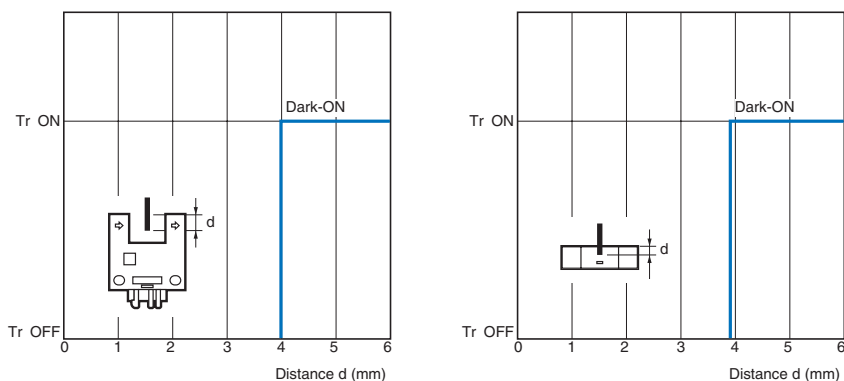 Dark-ON
Tr ON
d
Tr OFF
0 1 2 3 4 5 6
Distance d (mm)
Dark-ON
Tr ON
d
Tr OFF
0 1 2 3 4 5 6
Distance d (mm)